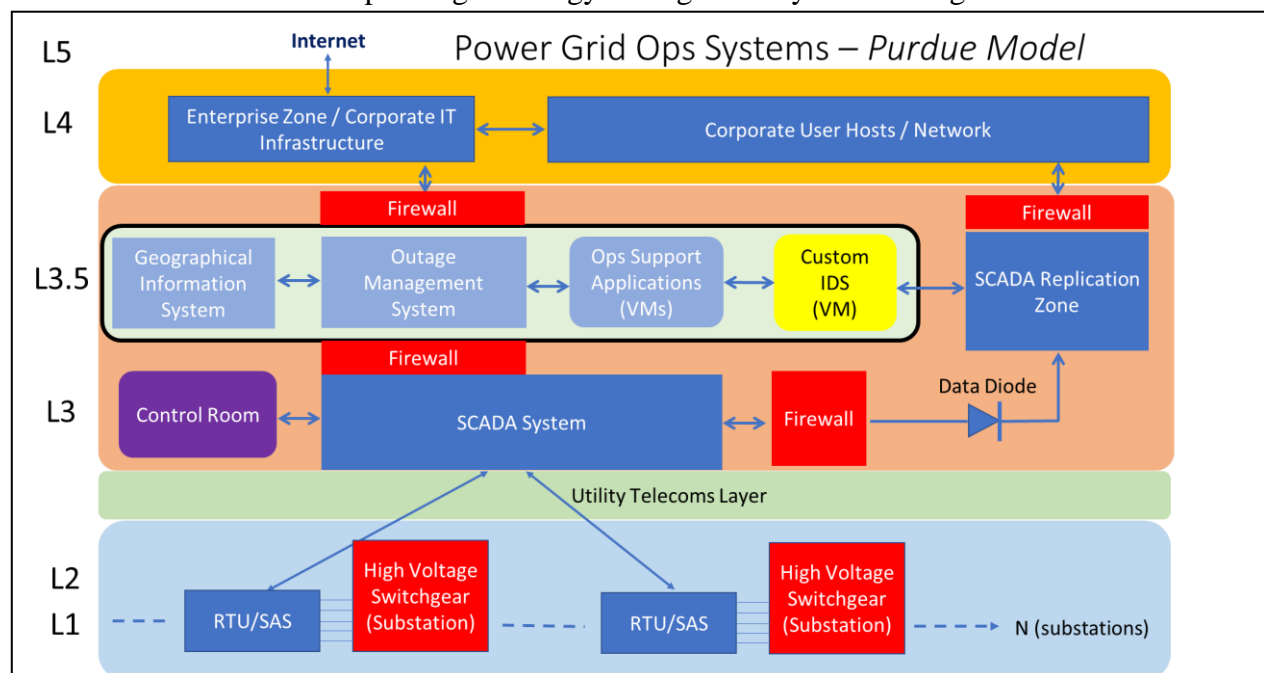 Internet
Power Grid Ops Systems – Purdue Model
L5
L4
Enterprise Zone / Corporate IT
Infrastructure
Corporate User Hosts / Network
Firewall
Firewall
L3.5
Geographical
Information
System
Outage
Management
System
Ops Support
Applications
(VMs)
Custom
IDS
(VM)
SCADA Replication
Zone
Firewall
L3
Control Room
SCADA System
Firewall
Data Diode
Utility Telecoms Layer
L2
L1
RTU/SAS
High Voltage
Switchgear
(Substation)
RTU/SAS
High Voltage
Switchgear
(Substation)
N (substations)